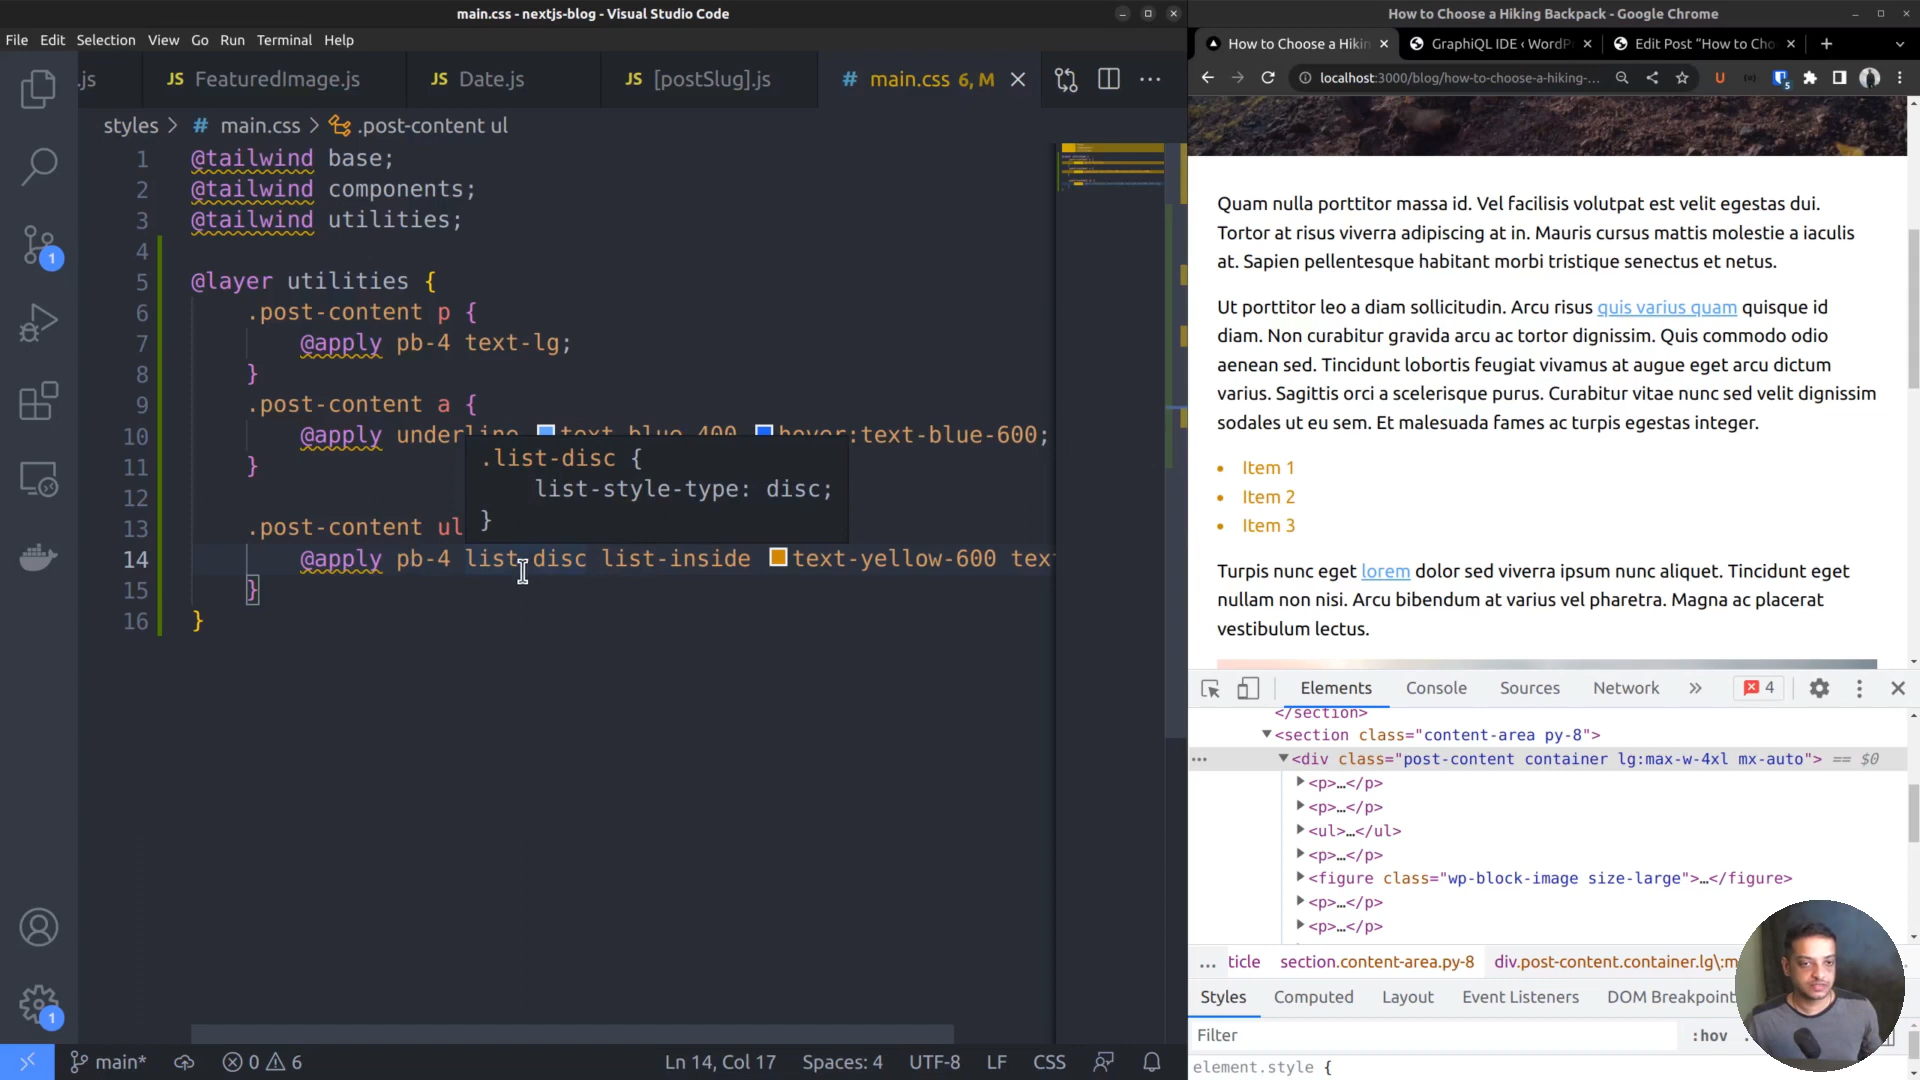 main.css - nextjs-blog - Visual Studio Code
File Edit Selection View Go Run Terminal Help
.js
JS FeaturedImage.js
JS Date.js
JS [postSlug].js
# main.css 6, M
styles > # main.css > .post-content ul
1 @tailwind base;
2 @tailwind components;
3 @tailwind utilities;
4
5 @layer utilities {
6 .post-content p {
7 @apply pb-4 text-lg;
8 }
9 .post-content a {
10 @apply underline text-blue-400 hover:text-blue-600;
11 }
12
13 .post-content ul
14 @apply pb-4 list-disc list-inside text-yellow-600 tex
15 }
16 }
.list-disc {
list-style-type: disc;
}
1
1
main* 0 6 Ln 14, Col 17 Spaces: 4 UTF-8 LF CSS
How to Choose a Hiking Backpack - Google Chrome
How to Choose a Hikin
GraphiQL IDE ‹ WordP
Edit Post “How to Cho
localhost:3000/blog/how-to-choose-a-hiking-...
5
Quam nulla porttitor massa id. Vel facilisis volutpat est velit egestas dui.
Tortor at risus viverra adipiscing at in. Mauris cursus mattis molestie a iaculis
at. Sapien pellentesque habitant morbi tristique senectus et netus.
Ut porttitor leo a diam sollicitudin. Arcu risus quis varius quam quisque id
diam. Non curabitur gravida arcu ac tortor dignissim. Quis commodo odio
aenean sed. Tincidunt lobortis feugiat vivamus at augue eget arcu dictum
varius. Sagittis orci a scelerisque purus. Curabitur vitae nunc sed velit dignissim
sodales ut eu sem. Et malesuada fames ac turpis egestas integer.
• Item 1
• Item 2
• Item 3
Turpis nunc eget lorem dolor sed viverra ipsum nunc aliquet. Tincidunt eget
nullam non nisi. Arcu bibendum at varius vel pharetra. Magna ac placerat
vestibulum lectus.
Elements Console Sources Network » 4
</section>
<section class="content-area py-8">
<div class="post-content container lg:max-w-4xl mx-auto"> == $0
<p>…</p>
<p>…</p>
<ul>…</ul>
<p>…</p>
<figure class="wp-block-image size-large">…</figure>
<p>…</p>
<p>…</p>
... ticle section.content-area.py-8 div.post-content.container.lg\:m
Styles Computed Layout Event Listeners DOM Breakpoint
Filter :hov
element.style {